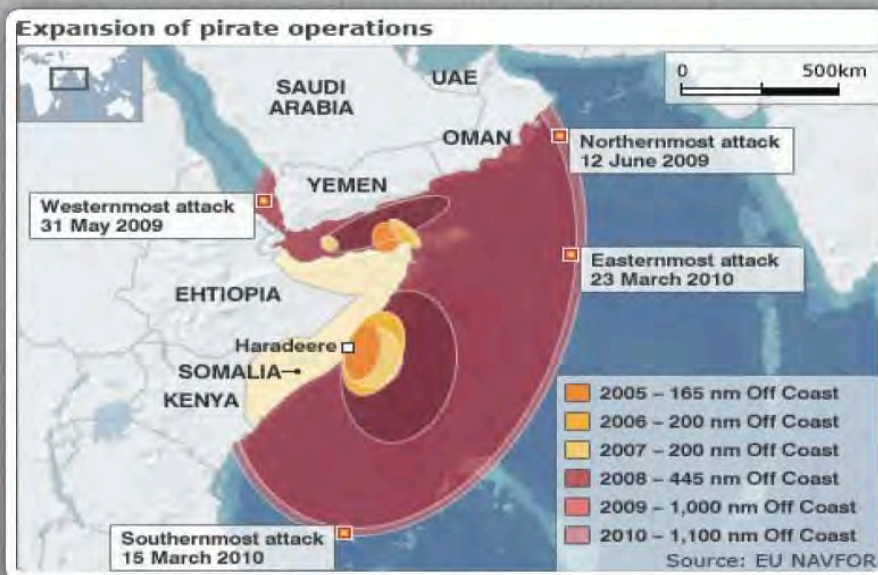 Expansion of pirate operations
0 500km
SAUDI
ARABIA
UAE
OMAN
YEMEN
Northernmost attack
12 June 2009
Westernmost attack
31 May 2009
Easternmost attack
23 March 2010
EHTIOPIA
Haradeere
SOMALIA
KENYA
2005 – 165 nm Off Coast
2006 – 200 nm Off Coast
2007 – 200 nm Off Coast
2008 – 445 nm Off Coast
2009 – 1,000 nm Off Coast
2010 – 1,100 nm Off Coast
Southernmost attack
15 March 2010
Source: EU NAVFOR